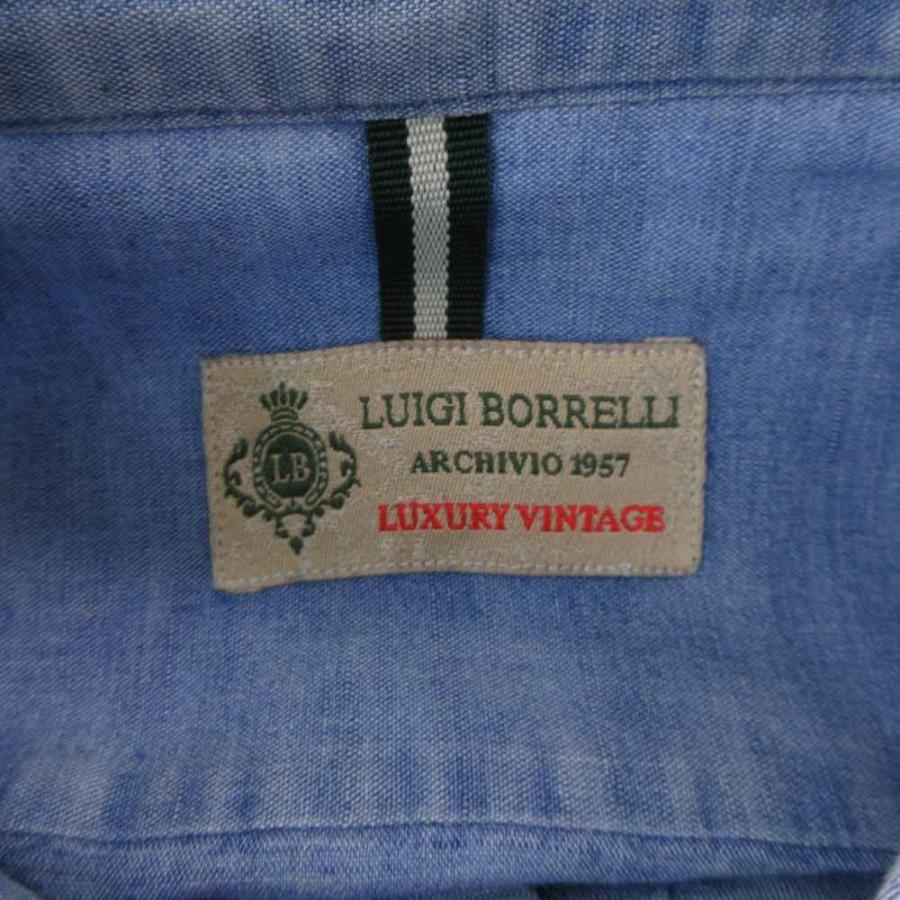 LB
LUIGI BORRELLI
ARCHIVIO 1957
LUXURY VINTAGE